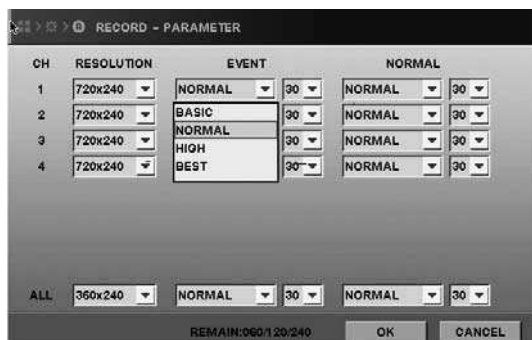 RECORD - PARAMETER
CH RESOLUTION EVENT NORMAL
1 720x240 NORMAL 30 NORMAL 30
2 720x240 BASIC 30 NORMAL 30
NORMAL
3 720x240 HIGH 30 NORMAL 30
4 720x240 BEST 30 NORMAL 30
ALL 360x240 NORMAL 30 NORMAL 30
REMAIN:060/120/240 OK CANCEL